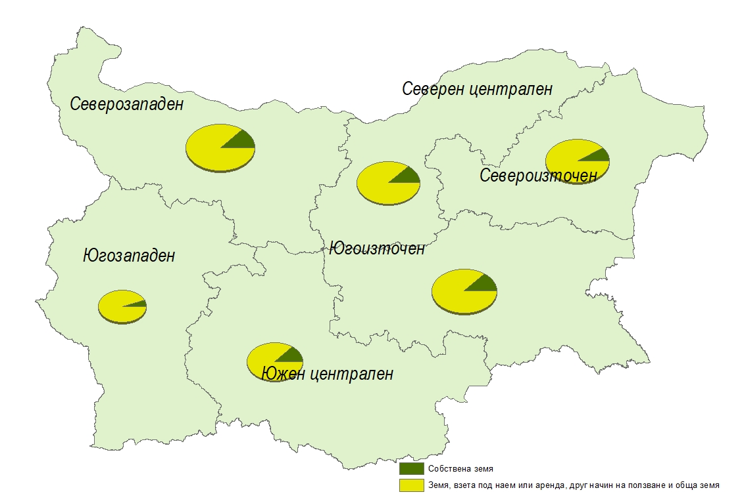 Северен централен
Северозападен
Североизточен
Югоизточен
Югозападен
Южен централен
Собствена земя
Земя, взета под наем или аренда, друг начин на ползване и обща земя